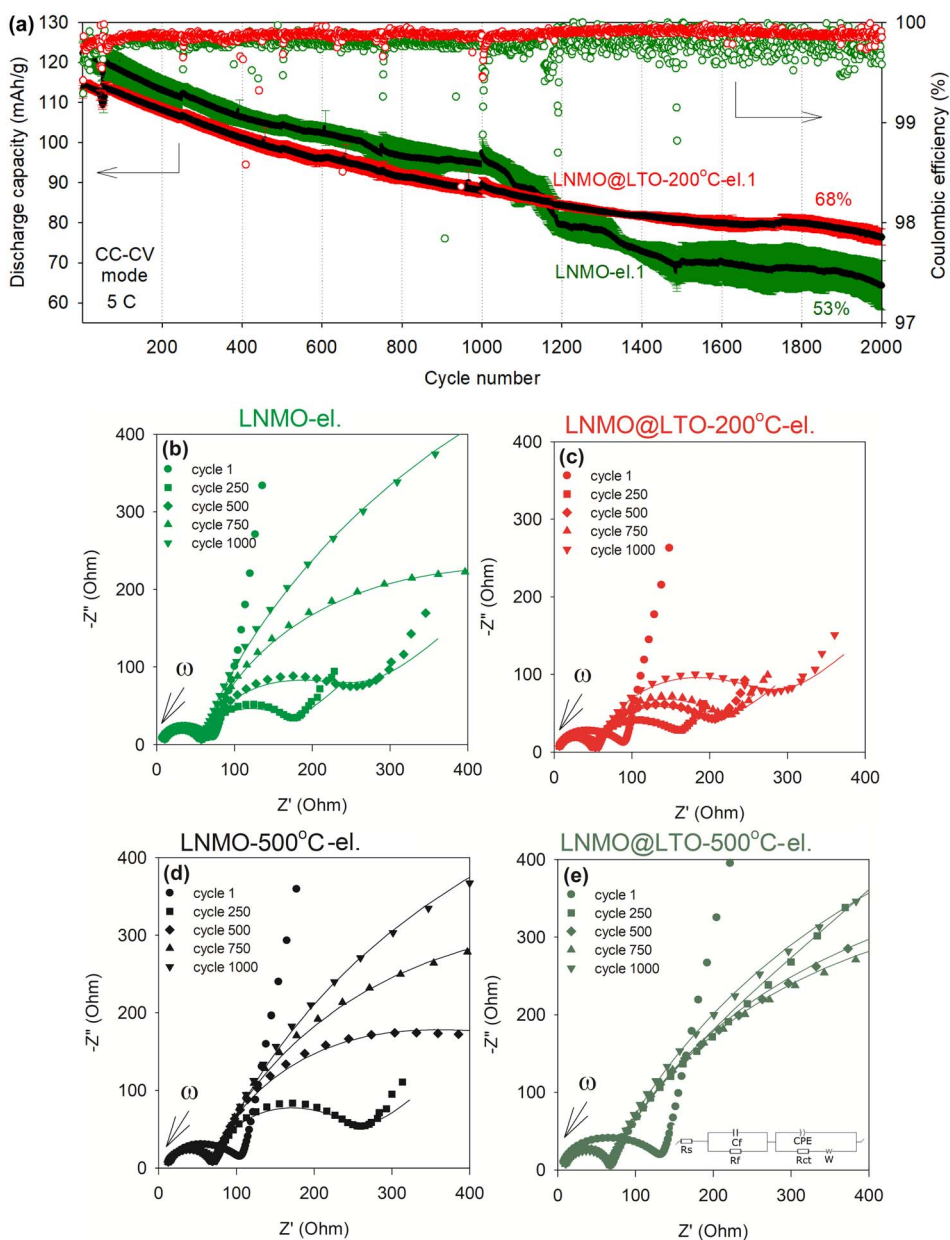 (a)
130
120
110
100
90
80
70
60
Discharge capacity (mAh/g)
100
99
98
97
Coulombic efficiency (%)
LNMO@LTO-200°C-el.1
68%
LNMO-el.1
53%
CC-CV
mode
5 C
200 400 600 800 1000 1200 1400 1600 1800 2000
Cycle number
LNMO-el.
(b)
cycle 1
cycle 250
cycle 500
cycle 750
cycle 1000
ω
400
300
200
100
0
-Z'' (Ohm)
0 100 200 300 400
Z' (Ohm)
LNMO@LTO-200°C-el.
(c)
cycle 1
cycle 250
cycle 500
cycle 750
cycle 1000
ω
400
300
200
100
0
-Z'' (Ohm)
0 100 200 300 400
Z' (Ohm)
LNMO-500°C-el.
(d)
cycle 1
cycle 250
cycle 500
cycle 750
cycle 1000
ω
400
300
200
100
0
-Z'' (Ohm)
0 100 200 300 400
Z' (Ohm)
LNMO@LTO-500°C-el.
(e)
cycle 1
cycle 250
cycle 500
cycle 750
cycle 1000
ω
Rs Cf Rf CPE Rct W
400
300
200
100
0
-Z'' (Ohm)
0 100 200 300 400
Z' (Ohm)